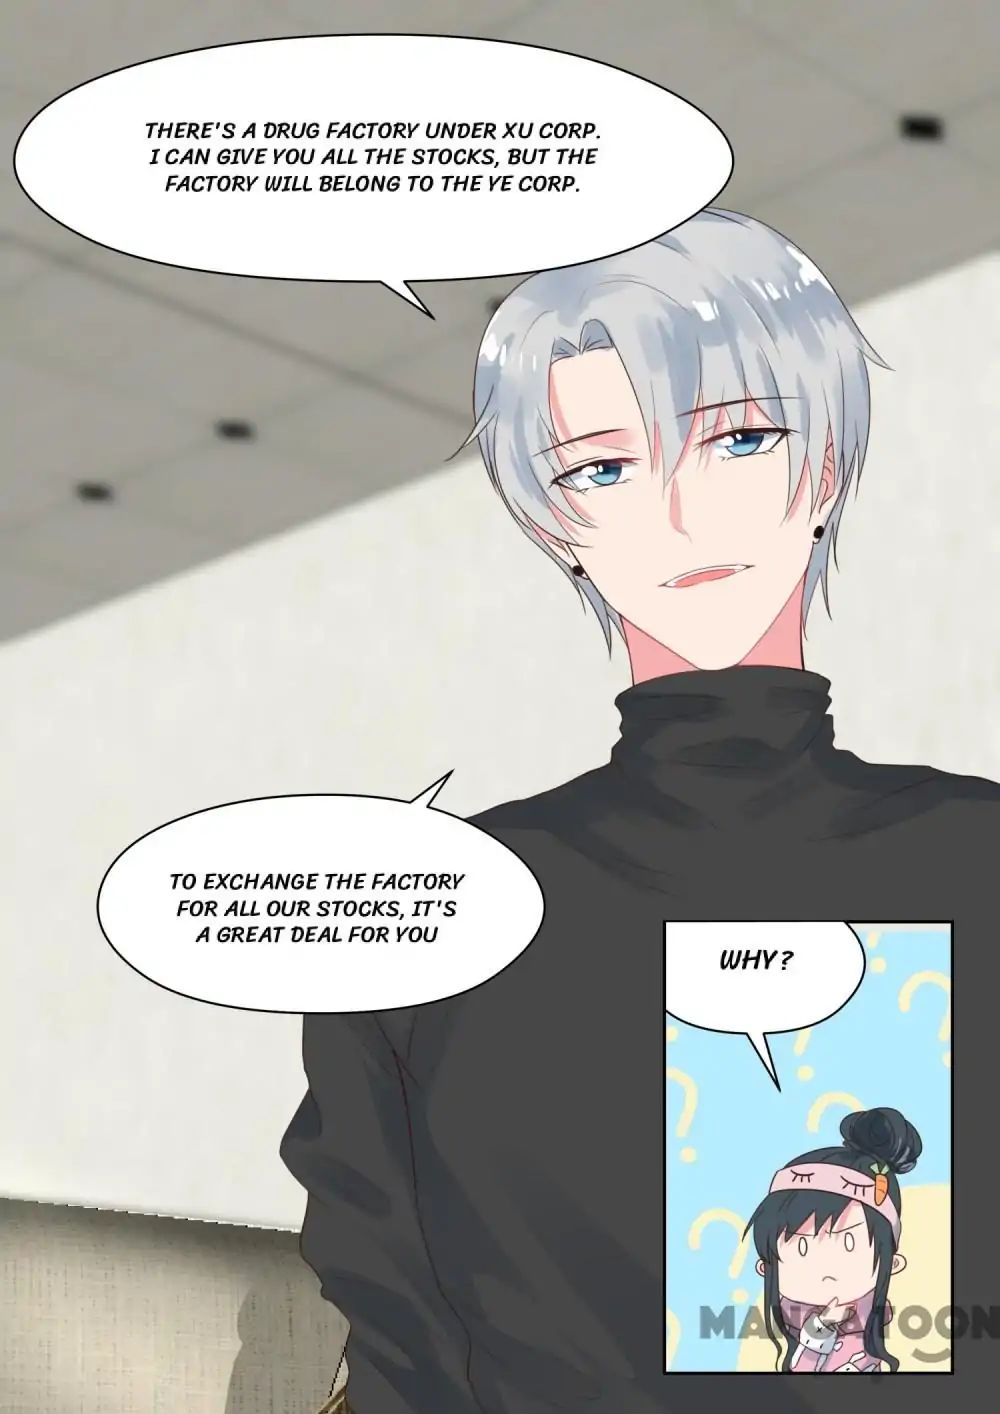 THERE'S A DRUG FACTORY UNDER XU CORP.
I CAN GIVE YOU ALL THE STOCKS, BUT THE
FACTORY WILL BELONG TO THE YE CORP.
TO EXCHANGE THE FACTORY
FOR ALL OUR STOCKS, IT'S
A GREAT DEAL FOR YOU
WHY?
MANGATOON